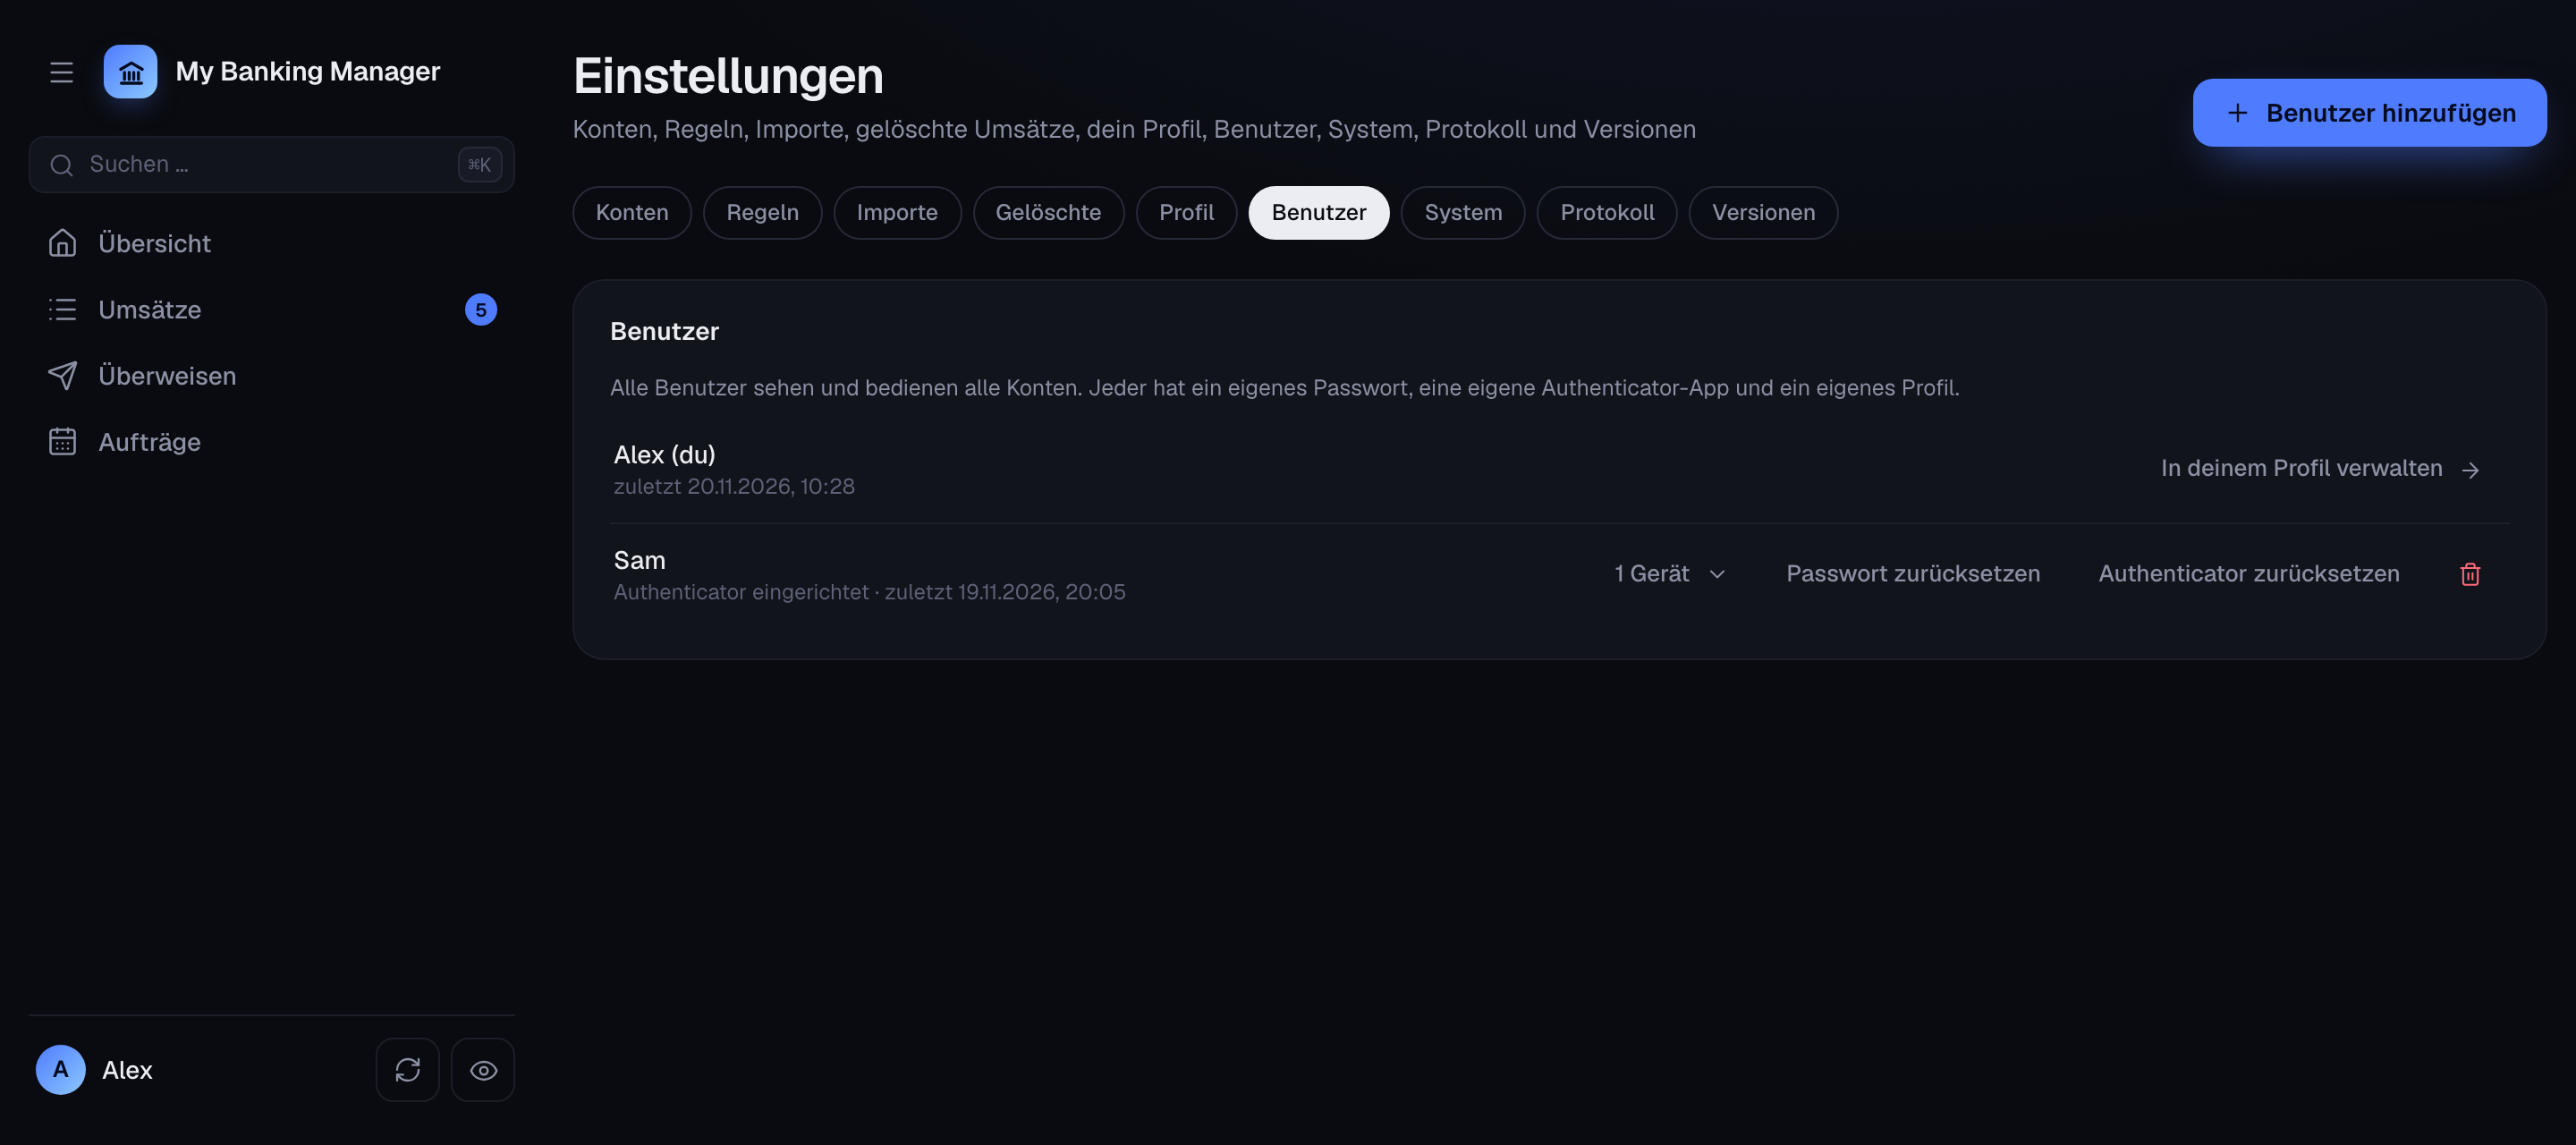 My Banking Manager
Suchen …
⌘K
Übersicht
Umsätze
5
Überweisen
Aufträge
A
Alex
Einstellungen
Konten, Regeln, Importe, gelöschte Umsätze, dein Profil, Benutzer, System, Protokoll und Versionen
Benutzer hinzufügen
Konten
Regeln
Importe
Gelöschte
Profil
Benutzer
System
Protokoll
Versionen
Benutzer
Alle Benutzer sehen und bedienen alle Konten. Jeder hat ein eigenes Passwort, eine eigene Authenticator-App und ein eigenes Profil.
Alex (du)
zuletzt 20.11.2026, 10:28
In deinem Profil verwalten
Sam
Authenticator eingerichtet · zuletzt 19.11.2026, 20:05
1 Gerät
Passwort zurücksetzen
Authenticator zurücksetzen